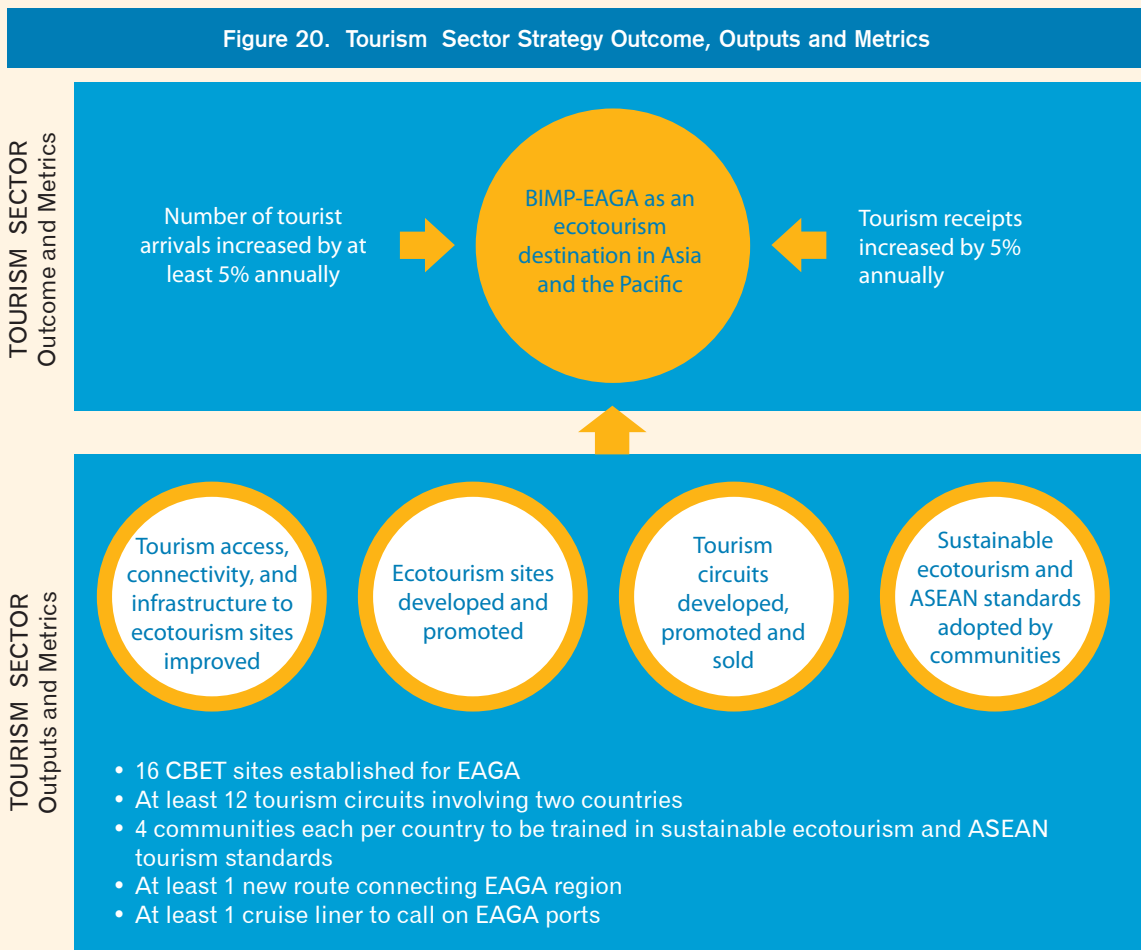 Figure 20. Tourism Sector Strategy Outcome, Outputs and Metrics
TOURISM SECTOR
Outcome and Metrics
Number of tourist
arrivals increased by at
least 5% annually
BIMP-EAGA as an
ecotourism
destination in Asia
and the Pacific
Tourism receipts
increased by 5%
annually
TOURISM SECTOR
Outputs and Metrics
Tourism access,
connectivity, and
infrastructure to
ecotourism sites
improved
Ecotourism sites
developed and
promoted
Tourism
circuits
developed,
promoted and
sold
Sustainable
ecotourism and
ASEAN standards
adopted by
communities
• 16 CBET sites established for EAGA
• At least 12 tourism circuits involving two countries
• 4 communities each per country to be trained in sustainable ecotourism and ASEAN
tourism standards
• At least 1 new route connecting EAGA region
• At least 1 cruise liner to call on EAGA ports